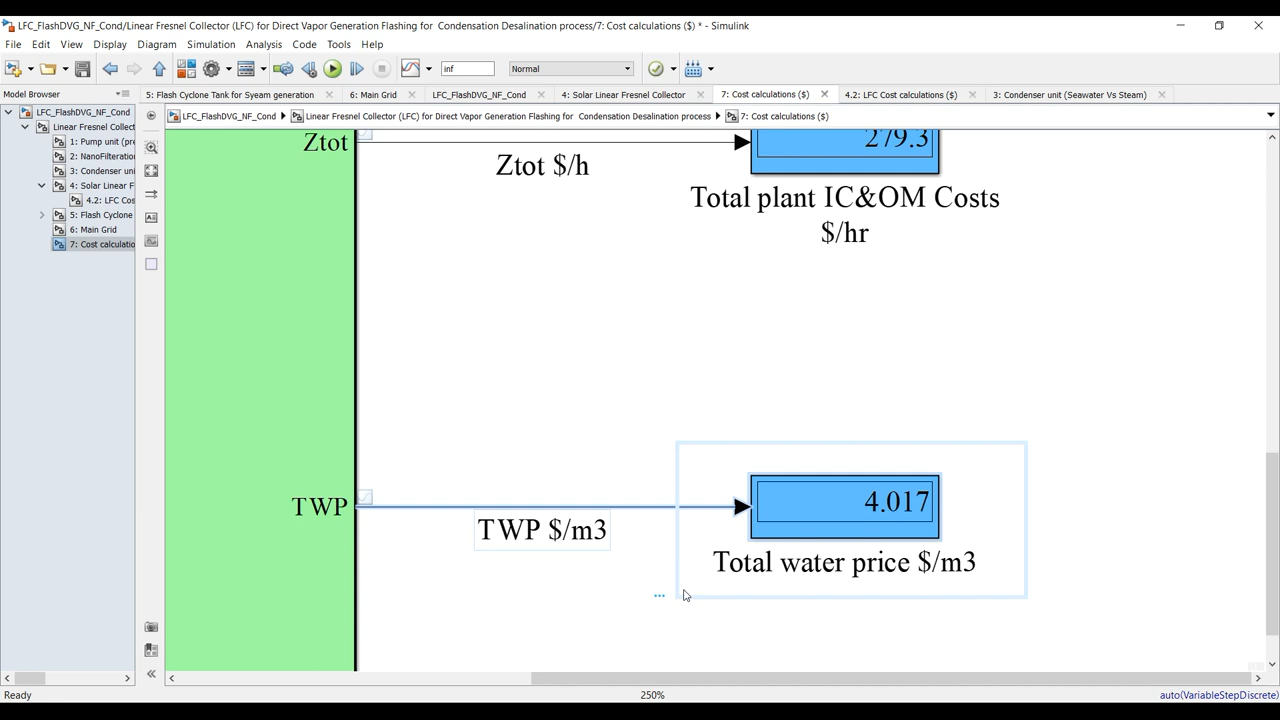 LFC_FlashDVG_NF_Cond/Linear Fresnel Collector (LFC) for Direct Vapor Generation Flashing for Condensation Desalination process/7: Cost calculations ($) * - Simulink
File Edit View Display Diagram Simulation Analysis Code Tools Help
inf Normal
Model Browser
5: Flash Cyclone Tank for Syeam generation 6: Main Grid LFC_FlashDVG_NF_Cond 4: Solar Linear Fresnel Collector 7: Cost calculations ($) 4.2: LFC Cost calculations ($) 3: Condenser unit (Seawater Vs Steam)
LFC_FlashDVG_NF_Cond Linear Fresnel Collector (LFC) for Direct Vapor Generation Flashing for Condensation Desalination process 7: Cost calculations ($)
LFC_FlashDVG_NF_Cond
Linear Fresnel Collect
1: Pump unit (pre
2: NanoFilteration
3: Condenser uni
4: Solar Linear F
4.2: LFC Cos
5: Flash Cyclone
6: Main Grid
7: Cost calculatio
Ztot
279.3
Ztot $/h
Total plant IC&OM Costs
$/hr
TWP
4.017
TWP $/m3
Total water price $/m3
Ready
250%
auto(VariableStepDiscrete)